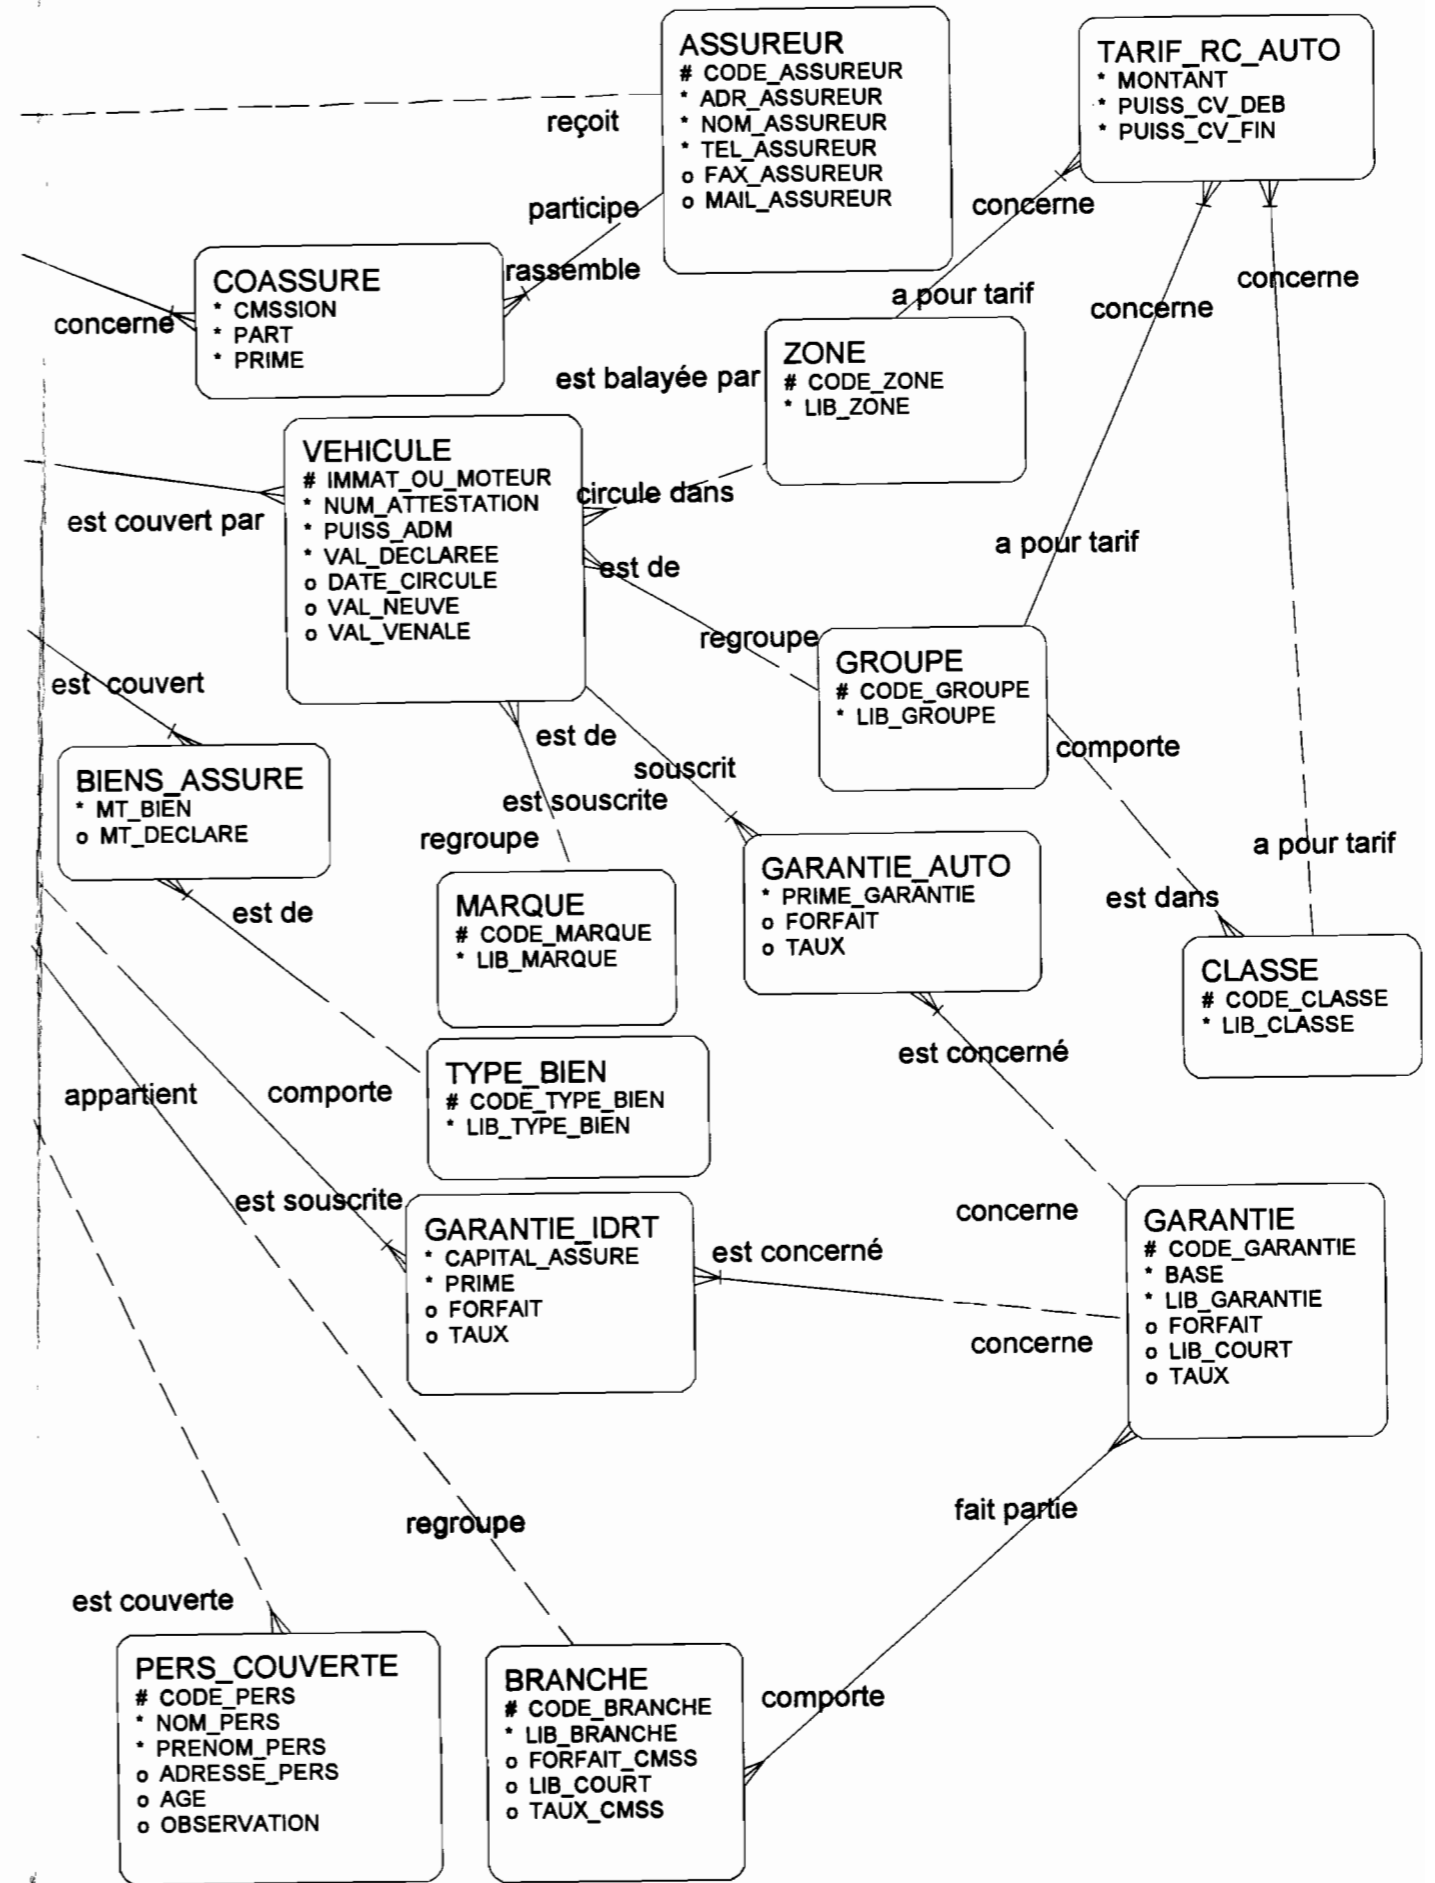 ASSUREUR
# CODE_ASSUREUR
* ADR_ASSUREUR
* NOM_ASSUREUR
* TEL_ASSUREUR
o FAX_ASSUREUR
o MAIL_ASSUREUR
TARIF_RC_AUTO
* MONTANT
* PUISS_CV_DEB
* PUISS_CV_FIN
reçoit
participe
rassemble
concerne
COASSURE
* CMSSION
* PART
* PRIME
concerne
a pour tarif
concerne
concerne
ZONE
# CODE_ZONE
* LIB_ZONE
est balayée par
circule dans
VEHICULE
# IMMAT_OU_MOTEUR
* NUM_ATTESTATION
* PUISS_ADM
* VAL_DECLAREE
o DATE_CIRCULE
o VAL_NEUVE
o VAL_VENALE
est couvert par
est de
regroupe
a pour tarif
GROUPE
# CODE_GROUPE
* LIB_GROUPE
est couvert
est de
souscrit
est souscrite
regroupe
comporte
BIENS_ASSURE
* MT_BIEN
o MT_DECLARE
est de
MARQUE
# CODE_MARQUE
* LIB_MARQUE
GARANTIE_AUTO
* PRIME_GARANTIE
o FORFAIT
o TAUX
a pour tarif
est dans
CLASSE
# CODE_CLASSE
* LIB_CLASSE
est concerné
TYPE_BIEN
# CODE_TYPE_BIEN
* LIB_TYPE_BIEN
appartient
comporte
est souscrite
GARANTIE_IDRT
* CAPITAL_ASSURE
* PRIME
o FORFAIT
o TAUX
est concerné
concerne
concerne
GARANTIE
# CODE_GARANTIE
* BASE
* LIB_GARANTIE
o FORFAIT
o LIB_COURT
o TAUX
regroupe
fait partie
est couverte
comporte
PERS_COUVERTE
# CODE_PERS
* NOM_PERS
* PRENOM_PERS
o ADRESSE_PERS
o AGE
o OBSERVATION
BRANCHE
# CODE_BRANCHE
* LIB_BRANCHE
o FORFAIT_CMSS
o LIB_COURT
o TAUX_CMSS